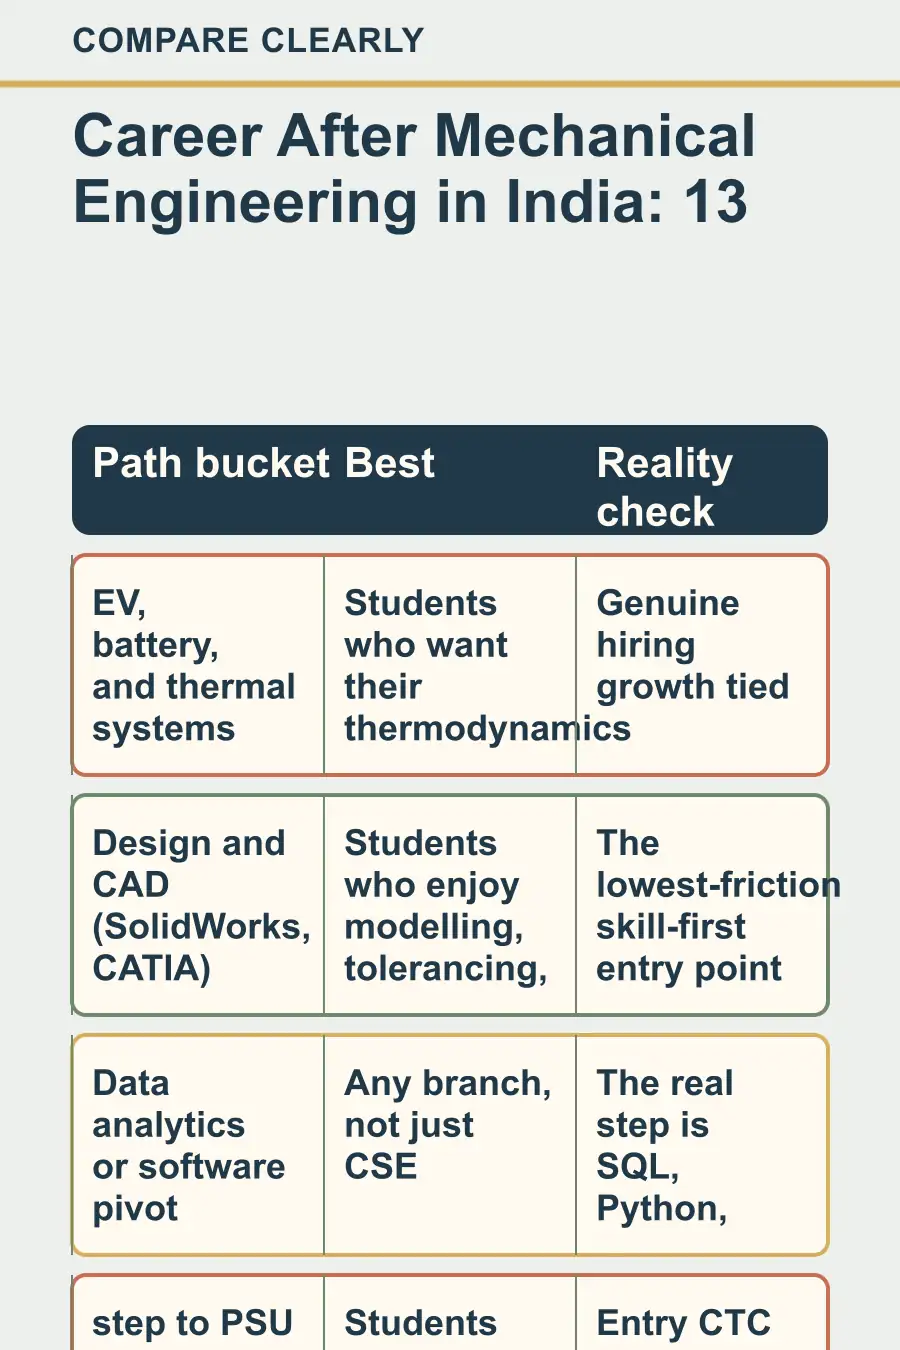 COMPARE CLEARLY
Career After Mechanical
Engineering in India: 13
Path bucket
Best
Reality
check
EV,
battery,
and thermal
systems
Students
who want
their
thermodynamics
Genuine
hiring
growth tied
Design and
CAD
(SolidWorks,
CATIA)
Students
who enjoy
modelling,
tolerancing,
The
lowest-friction
skill-first
entry point
Data
analytics
or software
pivot
Any branch,
not just
CSE
The real
step is
SQL,
Python,
step to PSU
Students
Entry CTC